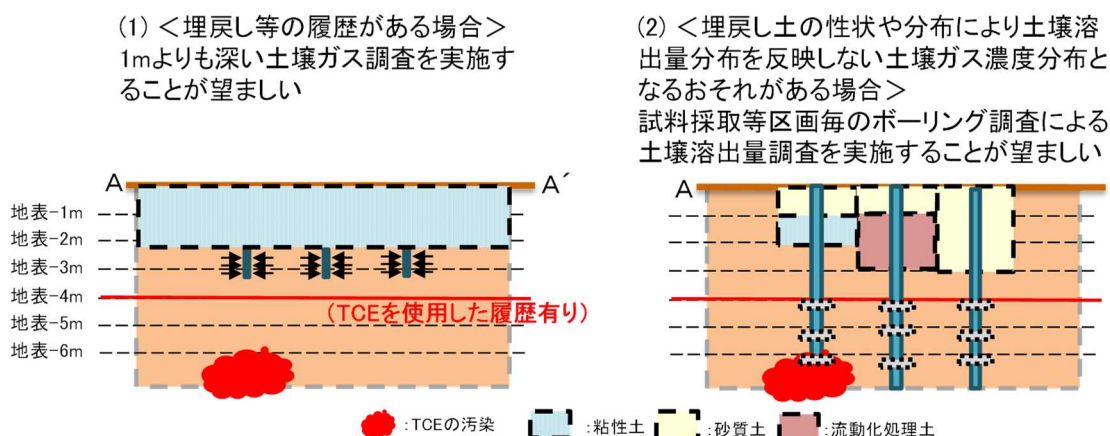 (1) <埋戻し等の履歴がある場合>
1mよりも深い土壌ガス調査を実施す
ることが望ましい
(2) <埋戻し土の性状や分布により土壌溶
出量分布を反映しない土壌ガス濃度分布と
なるおそれがある場合>
試料採取等区画毎のボーリング調査による
土壌溶出量調査を実施することが望ましい
A
A´
地表-1m
地表-2m
地表-3m
地表-4m
(TCEを使用した履歴有り)
地表-5m
地表-6m
A
:TCEの汚染
:粘性土
:砂質土
:流動化処理土